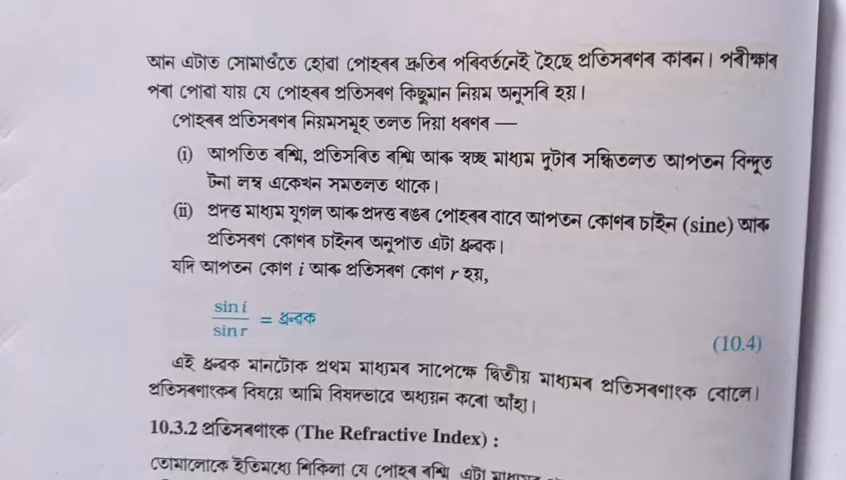 আন এটাত সোমাওঁতে হোৱা পোহৰৰ দ্ৰুতিৰ পৰিবৰ্তনেই হৈছে প্ৰতিসৰণৰ কাৰন। পৰীক্ষাৰ
পৰা পোৱা যায় যে পোহৰৰ প্ৰতিসৰণ কিছুমান নিয়ম অনুসৰি হয়।
পোহৰৰ প্ৰতিসৰণৰ নিয়মসমূহ তলত দিয়া ধৰণৰ —
(i) আপতিত ৰশ্মি, প্ৰতিসৰিত ৰশ্মি আৰু স্বচ্ছ মাধ্যম দুটাৰ সন্ধিতলত আপতন বিন্দুত
টনা লম্ব একেখন সমতলত থাকে।
(ii) প্ৰদত্ত মাধ্যম যুগল আৰু প্ৰদত্ত ৰঙৰ পোহৰৰ বাবে আপতন কোণৰ চাইন (sine) আৰু
প্ৰতিসৰণ কোণৰ চাইনৰ অনুপাত এটা ধ্ৰুৱক।
যদি আপতন কোণ i আৰু প্ৰতিসৰণ কোণ r হয়,
sin i
/ sin r = ধ্ৰুৱক
(10.4)
এই ধ্ৰুৱক মানটোক প্ৰথম মাধ্যমৰ সাপেক্ষে দ্বিতীয় মাধ্যমৰ প্ৰতিসৰণাংক বোলে।
প্ৰতিসৰণাংকৰ বিষয়ে আমি বিষদভাবে অধ্যয়ন কৰো আঁহা।
10.3.2 প্ৰতিসৰণাংক (The Refractive Index) :
তোমালোকে ইতিমধ্যে শিকিলা যে পোহৰ ৰশ্মি এটা